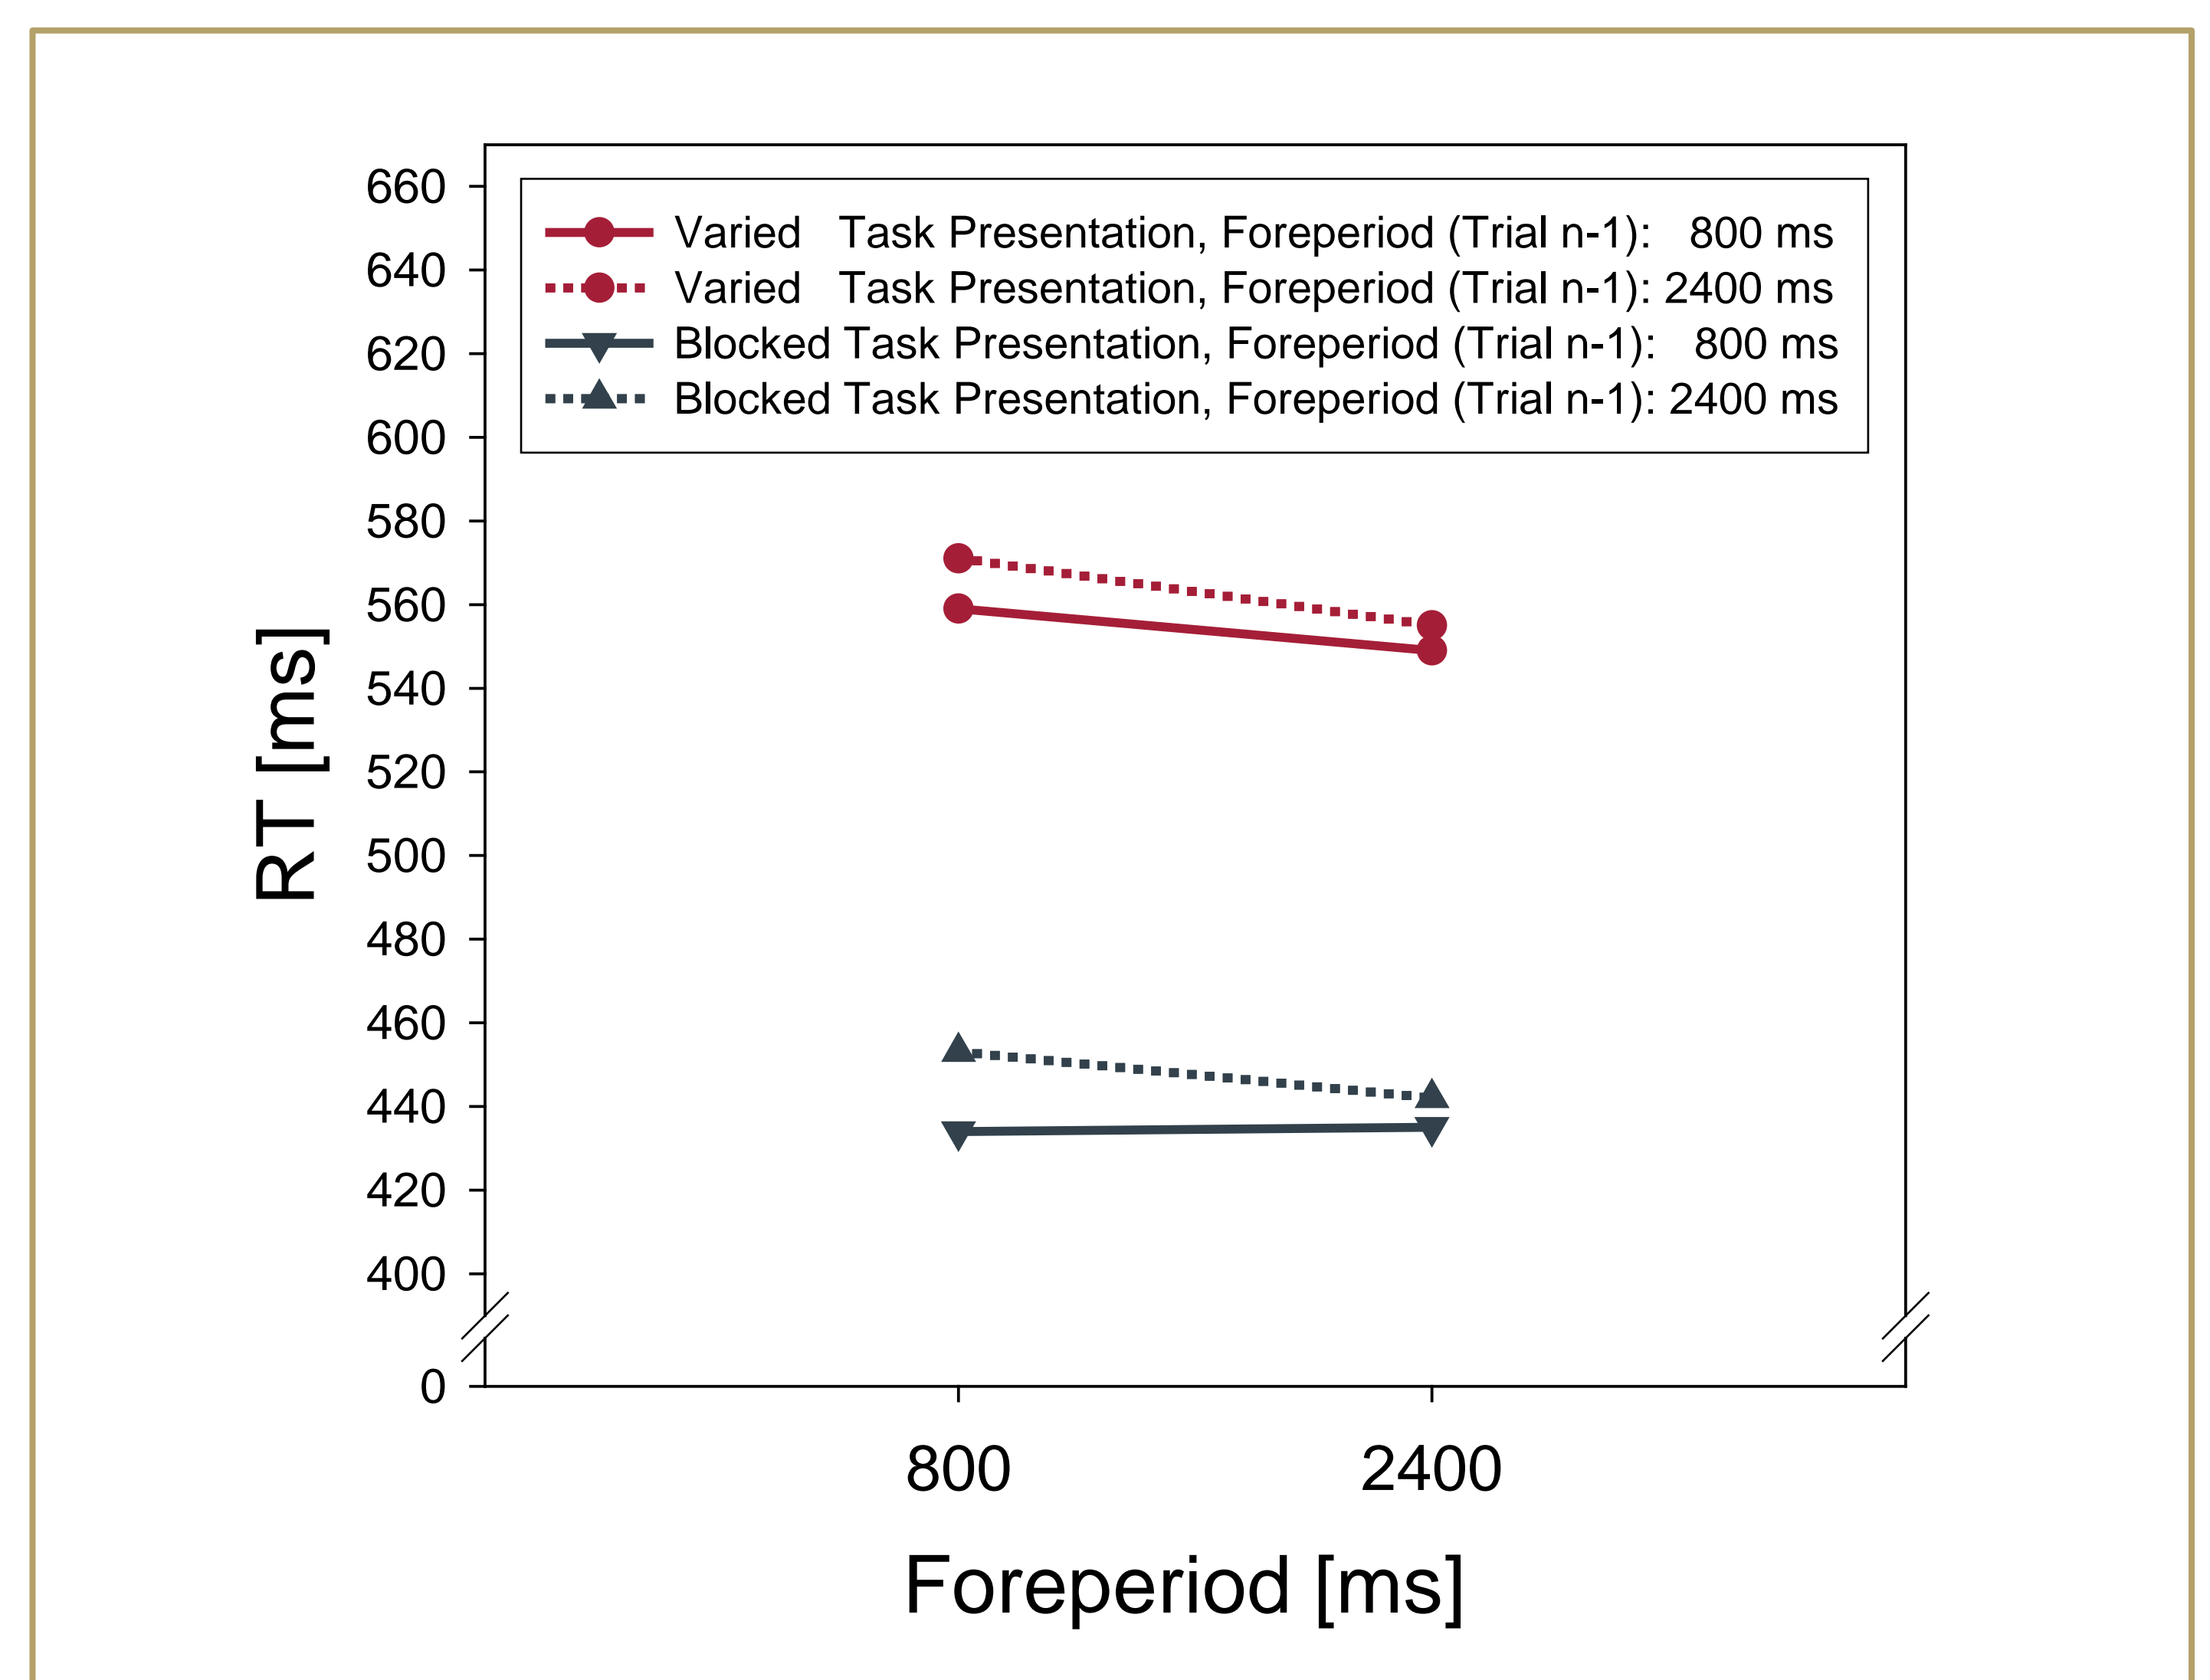 660
640
620
600
580
560
540
520
500
480
460
440
420
400
0
RT [ms]
Varied Task Presentation, Foreperiod (Trial n-1): 800 ms
Varied Task Presentation, Foreperiod (Trial n-1): 2400 ms
Blocked Task Presentation, Foreperiod (Trial n-1): 800 ms
Blocked Task Presentation, Foreperiod (Trial n-1): 2400 ms
800 2400
Foreperiod [ms]